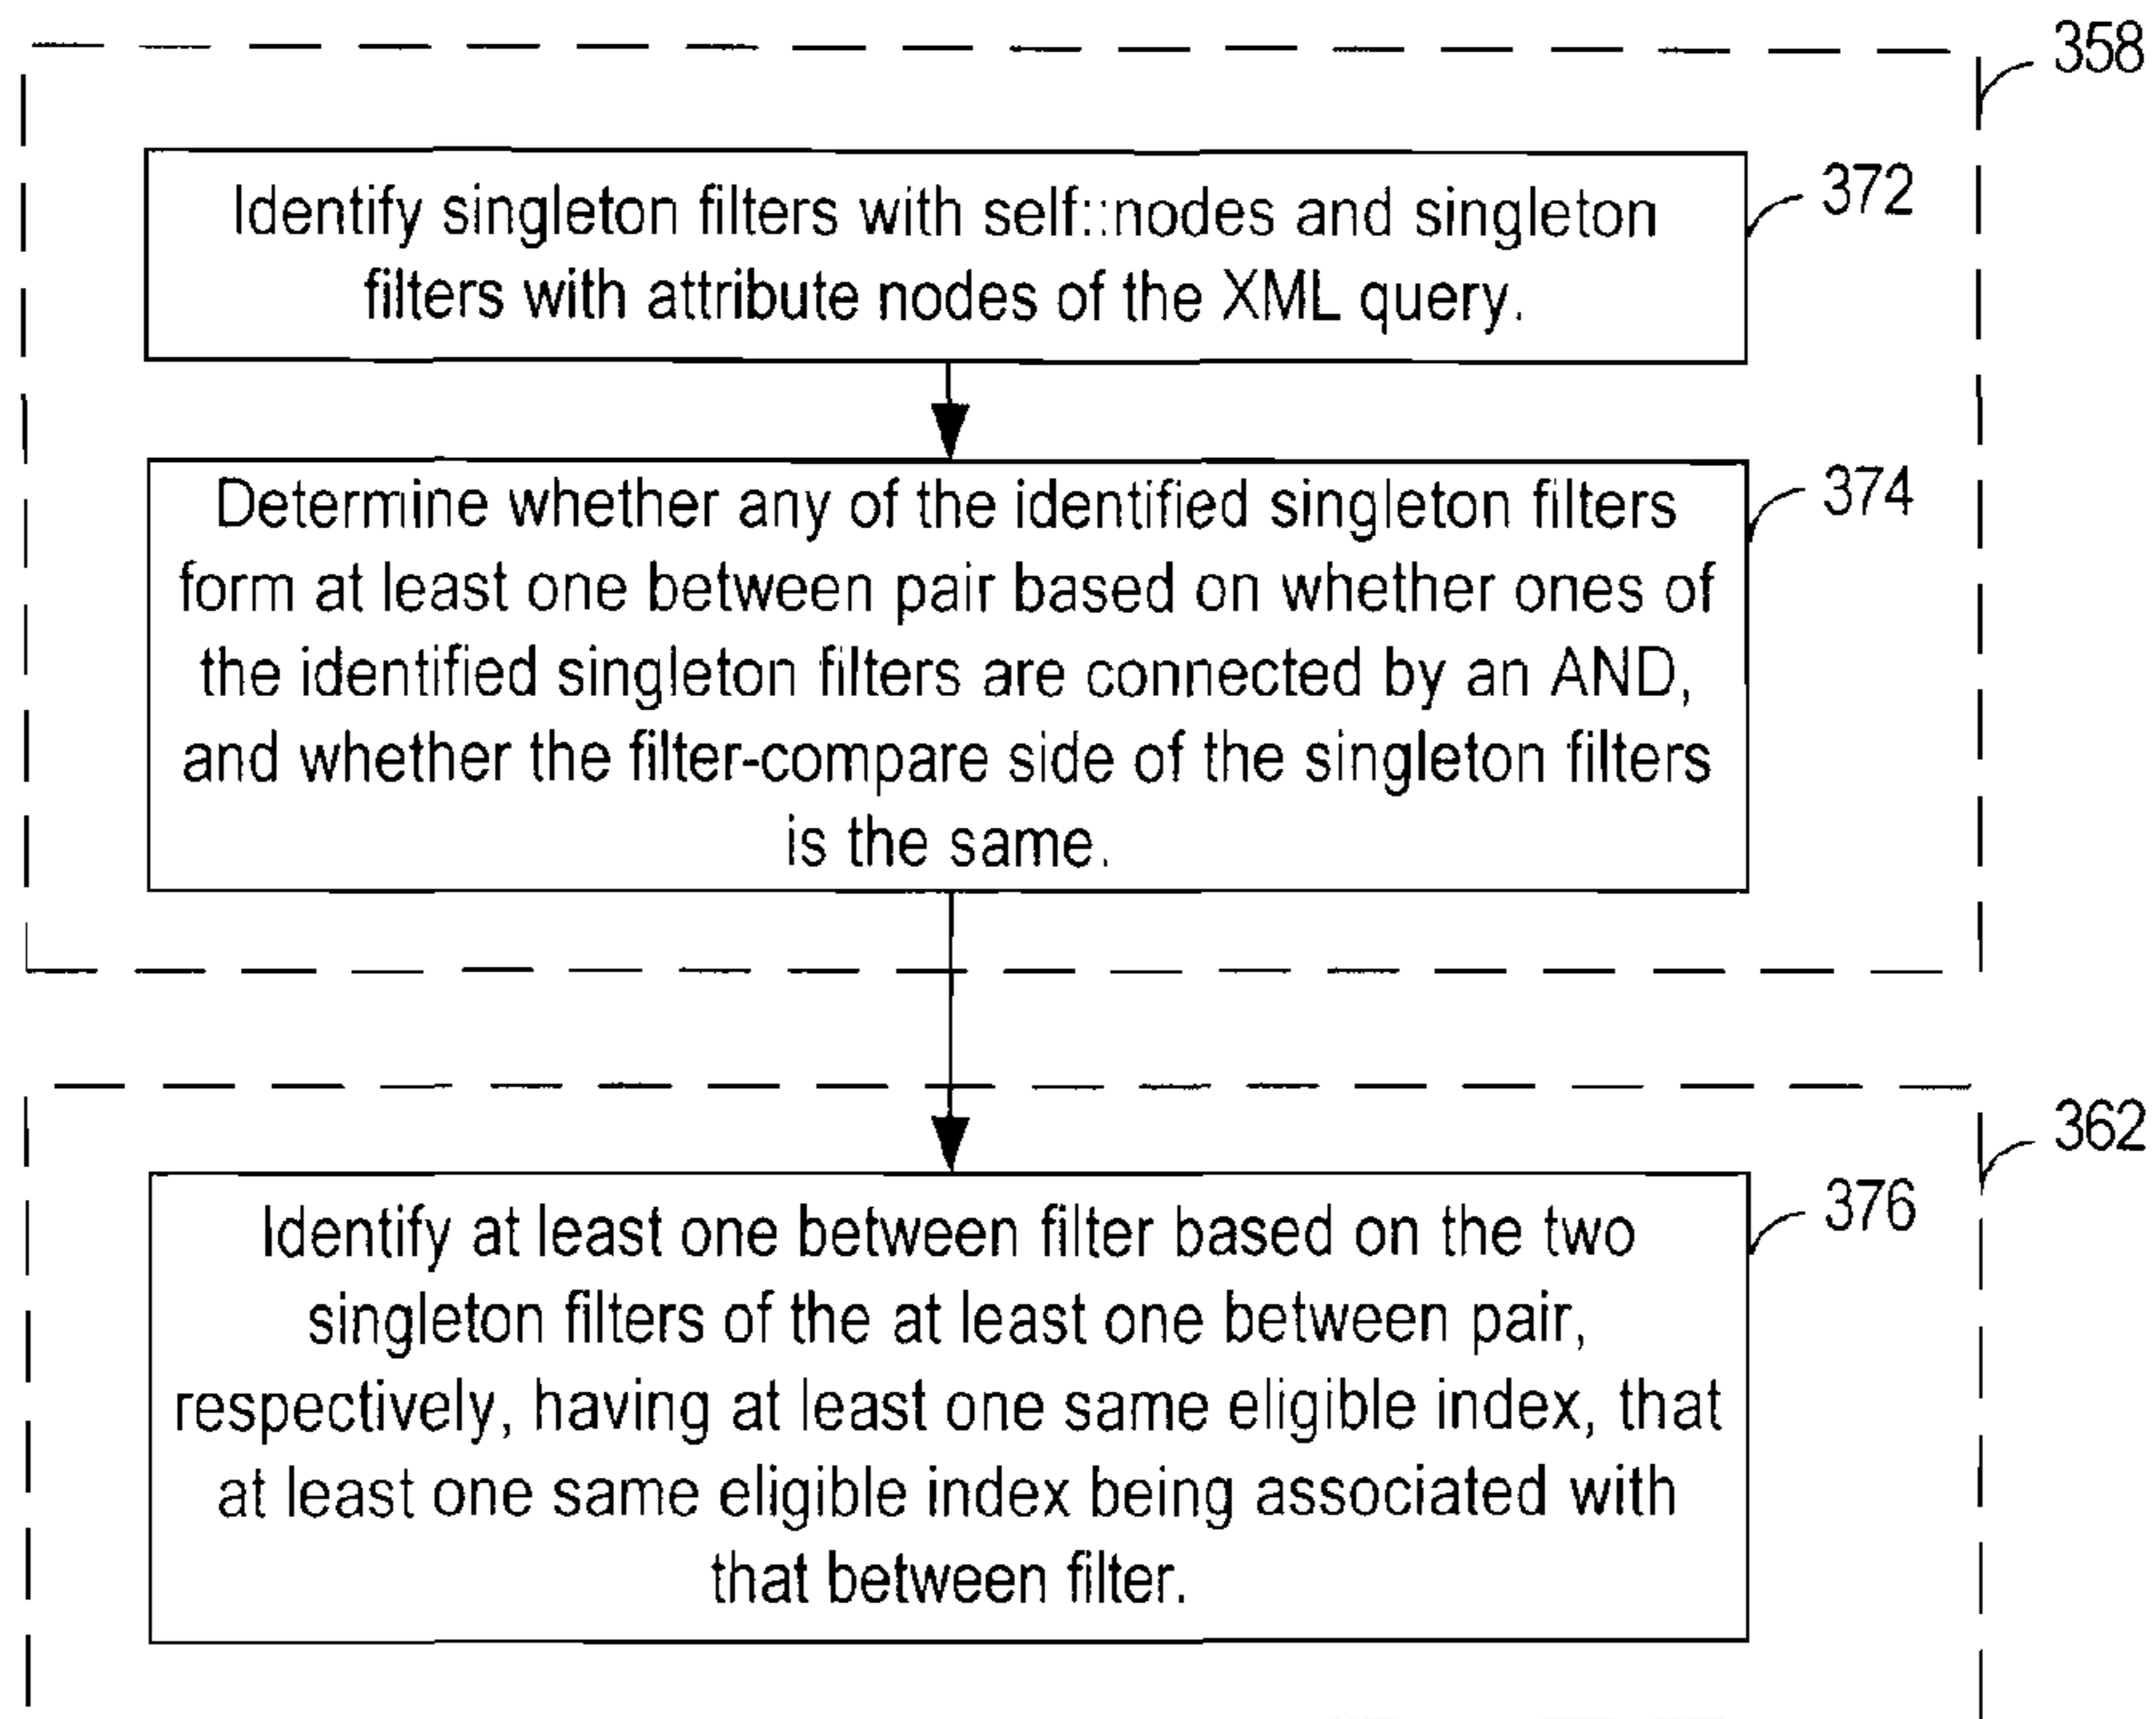 358
Identify singleton filters with self::nodes and singleton
filters with attribute nodes of the XML query.
372
Determine whether any of the identified singleton filters
form at least one between pair based on whether ones of
the identified singleton filters are connected by an AND,
and whether the filter-compare side of the singleton filters
is the same.
374
362
Identify at least one between filter based on the two
singleton filters of the at least one between pair,
respectively, having at least one same eligible index, that
at least one same eligible index being associated with
that between filter.
376